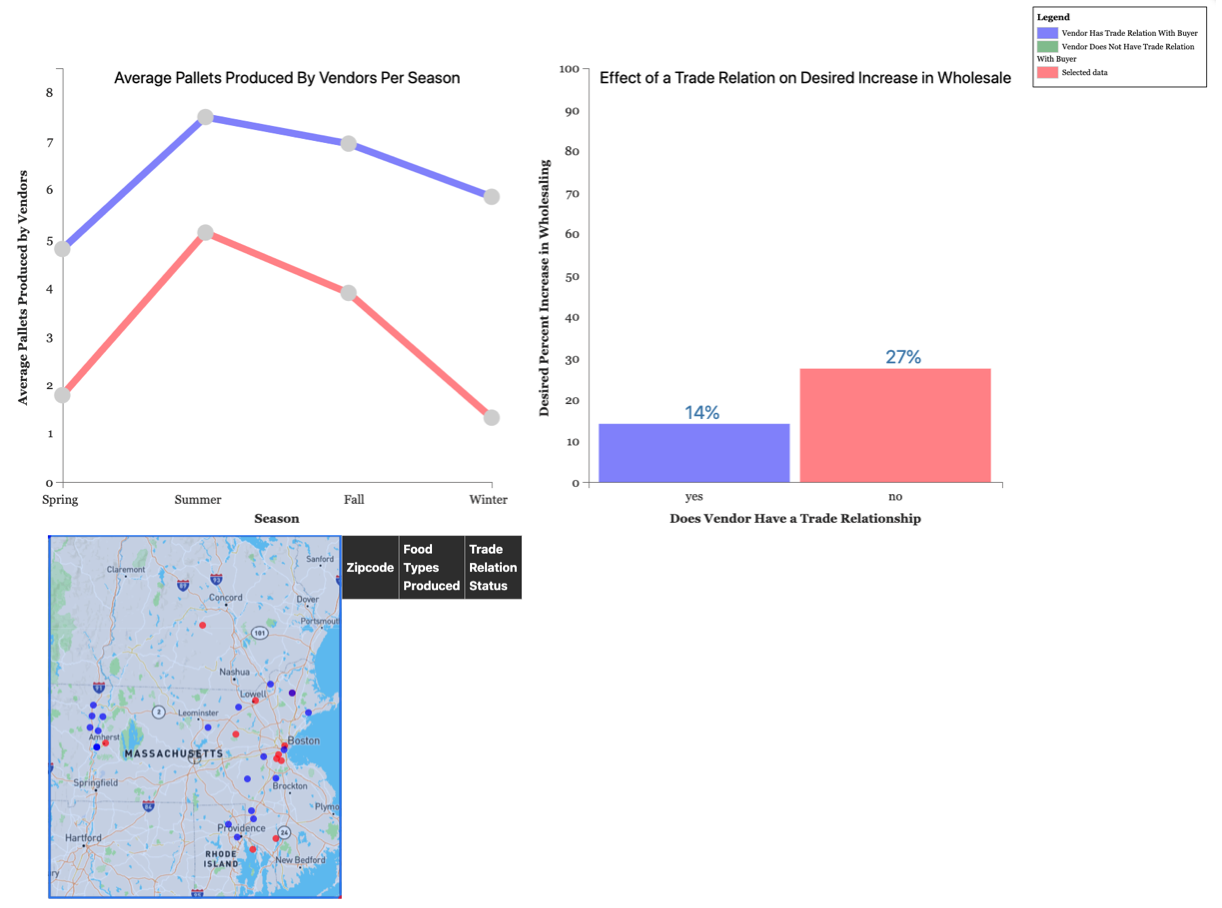 Legend
Vendor Has Trade Relation With Buyer
Vendor Does Not Have Trade Relation
With Buyer
Selected data
Average Pallets Produced By Vendors Per Season
Average Pallets Produced by Vendors
8
7
6
5
4
3
2
1
0
Spring
Summer
Fall
Winter
Season
Effect of a Trade Relation on Desired Increase in Wholesale
Desired Percent Increase in Wholesaling
100
90
80
70
60
50
40
30
20
10
0
14%
27%
yes
no
Does Vendor Have a Trade Relationship
Zipcode
Food
Types
Produced
Trade
Relation
Status
Sanford
Claremont
Concord
Dover
Portsmout
101
Nashua
Lowell
2
Leominster
Amherst
Boston
MASSACHUSETTS
Springfield
Brockton
Plymo
Providence
24
Hartford
RHODE
ISLAND
New Bedford
ry